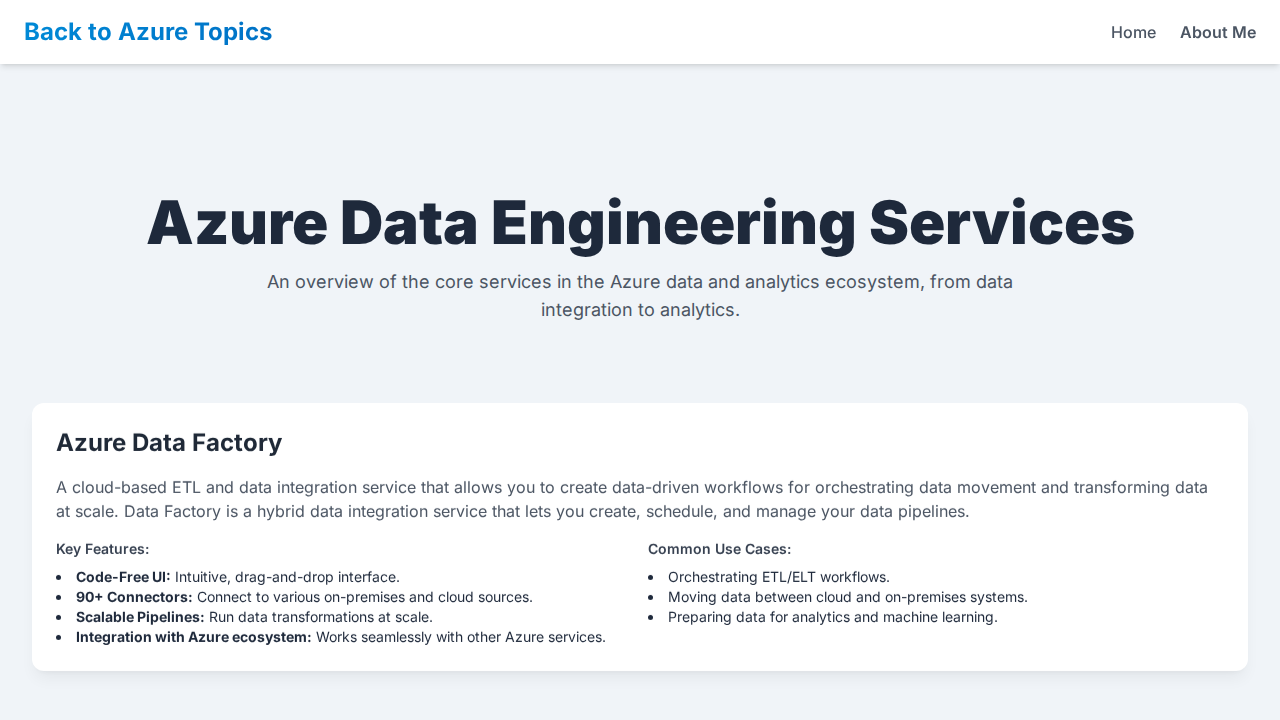 Back to Azure Topics
Home
About Me
Azure Data Engineering Services
An overview of the core services in the Azure data and analytics ecosystem, from data
integration to analytics.
Azure Data Factory
A cloud-based ETL and data integration service that allows you to create data-driven workflows for orchestrating data movement and transforming data
at scale. Data Factory is a hybrid data integration service that lets you create, schedule, and manage your data pipelines.
Key Features:
• Code-Free UI: Intuitive, drag-and-drop interface.
• 90+ Connectors: Connect to various on-premises and cloud sources.
• Scalable Pipelines: Run data transformations at scale.
• Integration with Azure ecosystem: Works seamlessly with other Azure services.
Common Use Cases:
• Orchestrating ETL/ELT workflows.
• Moving data between cloud and on-premises systems.
• Preparing data for analytics and machine learning.